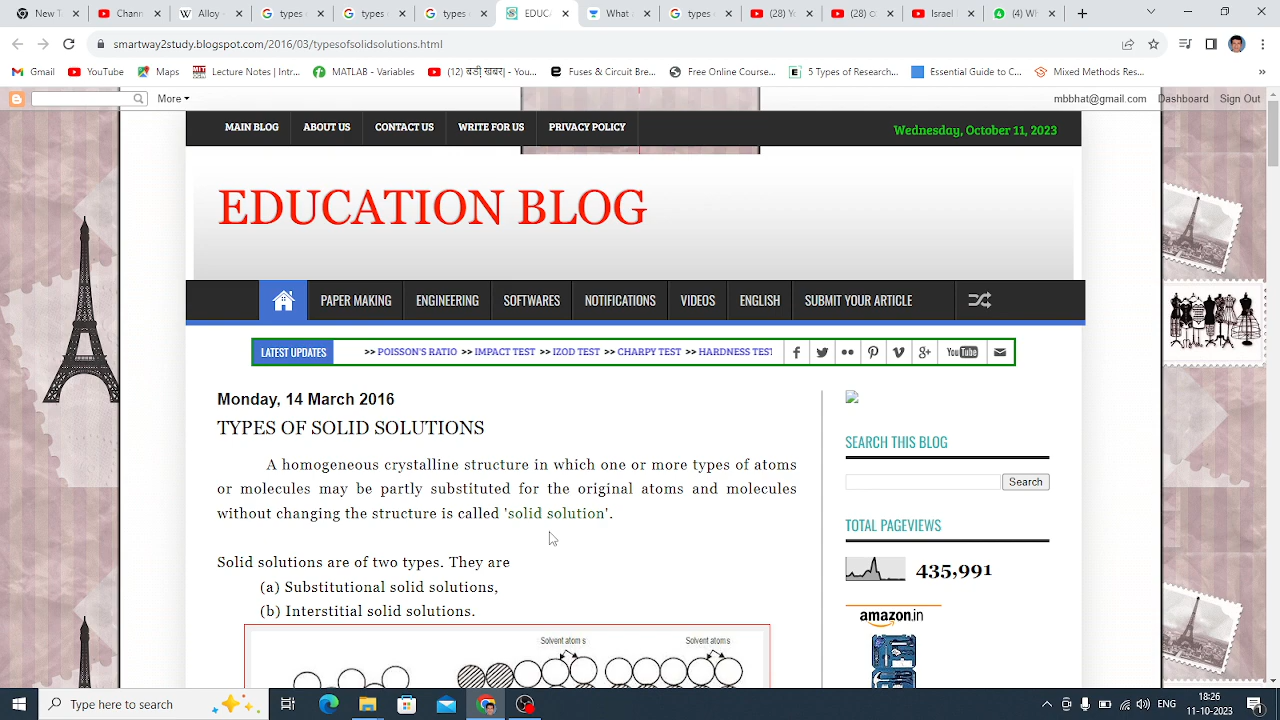 New T
EDUC
What
types
(28) Y
(28)
Israel
(4) W
smartway2study.blogspot.com/2016/03/typesofsolidsolutions.html
Gmail
YouTube
Maps
Lecture Notes | Intr...
MATLAB - Variables
(12) बड़ी खबर) - You...
Fuses & Circuit Bre...
Free Online Course...
5 Types of Research...
Essential Guide to C...
Mixed Methods Res...
»
More
mbbhat@gmail.com
Dashboard
Sign Out
MAIN BLOG
ABOUT US
CONTACT US
WRITE FOR US
PRIVACY POLICY
Wednesday, October 11, 2023
EDUCATION BLOG
PAPER MAKING
ENGINEERING
SOFTWARES
NOTIFICATIONS
VIDEOS
ENGLISH
SUBMIT YOUR ARTICLE
LATEST UPDATES
>> POISSON'S RATIO >> IMPACT TEST >> IZOD TEST >> CHARPY TEST >> HARDNESS TEST
You Tube
Monday, 14 March 2016
TYPES OF SOLID SOLUTIONS
A homogeneous crystalline structure in which one or more types of atoms
or molecules may be partly substituted for the original atoms and molecules
without changing the structure is called 'solid solution'.
Solid solutions are of two types. They are
(a) Substitutional solid solutions,
(b) Interstitial solid solutions.
Solvent atoms
Solvent atoms
SEARCH THIS BLOG
Search
TOTAL PAGEVIEWS
435,991
amazon.in
Type here to search
ENG
18:26
11-10-2023